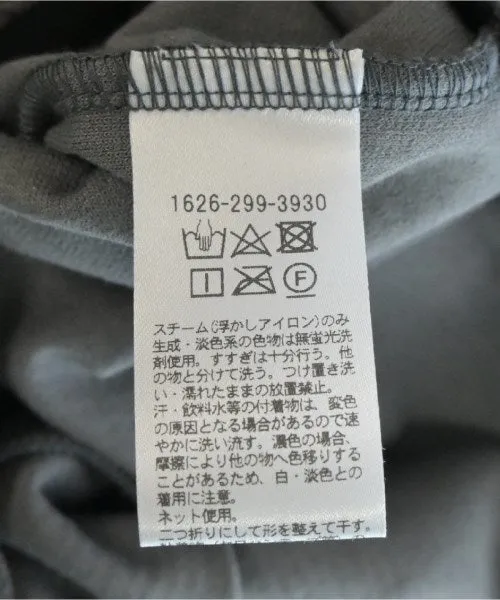 1626-299-3930
F
スチーム(浮かしアイロン)のみ
生成・淡色系の色物は無蛍光洗
剤使用。すすぎは十分行う。他
の物と分けて洗う。つけ置き洗
い・濡れたままの放置禁止。
汗・飲料水等の付着物は、変色
の原因となる場合があるので速
やかに洗い流す。濃色の場合、
摩擦により他の物へ色移りする
ことがあるため、白・淡色との
着用に注意。
ネット使用。
二つ折りにして形を整えて干す。